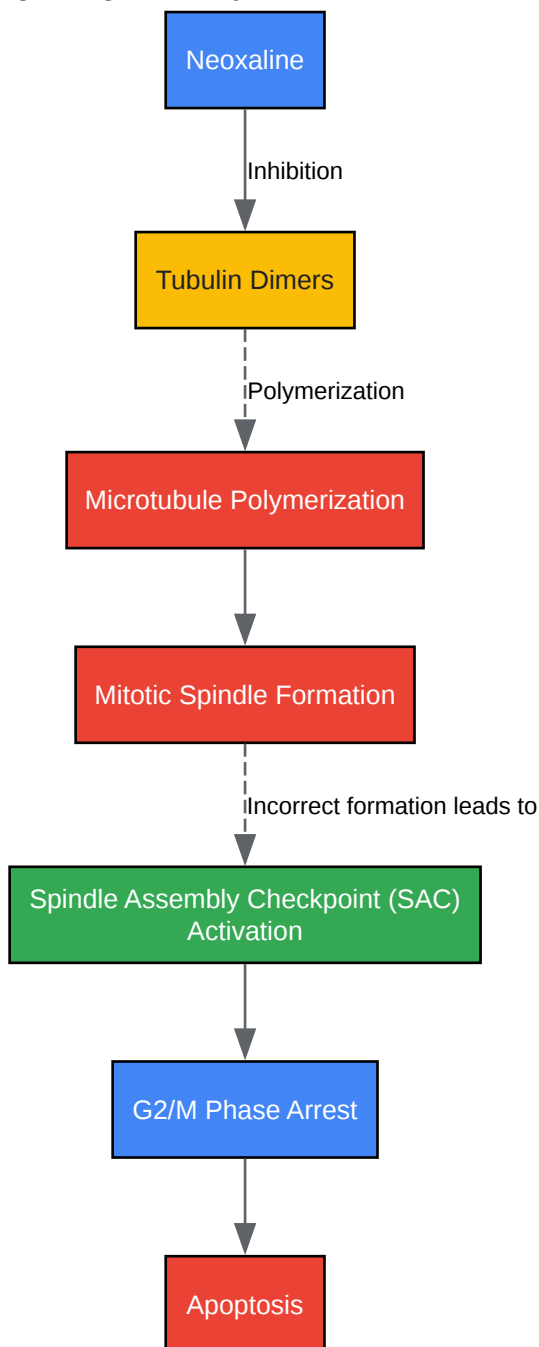 Neoxaline
Inhibition
Tubulin Dimers
Polymerization
Microtubule Polymerization
Mitotic Spindle Formation
Incorrect formation leads to
Spindle Assembly Checkpoint (SAC)
Activation
G2/M Phase Arrest
Apoptosis